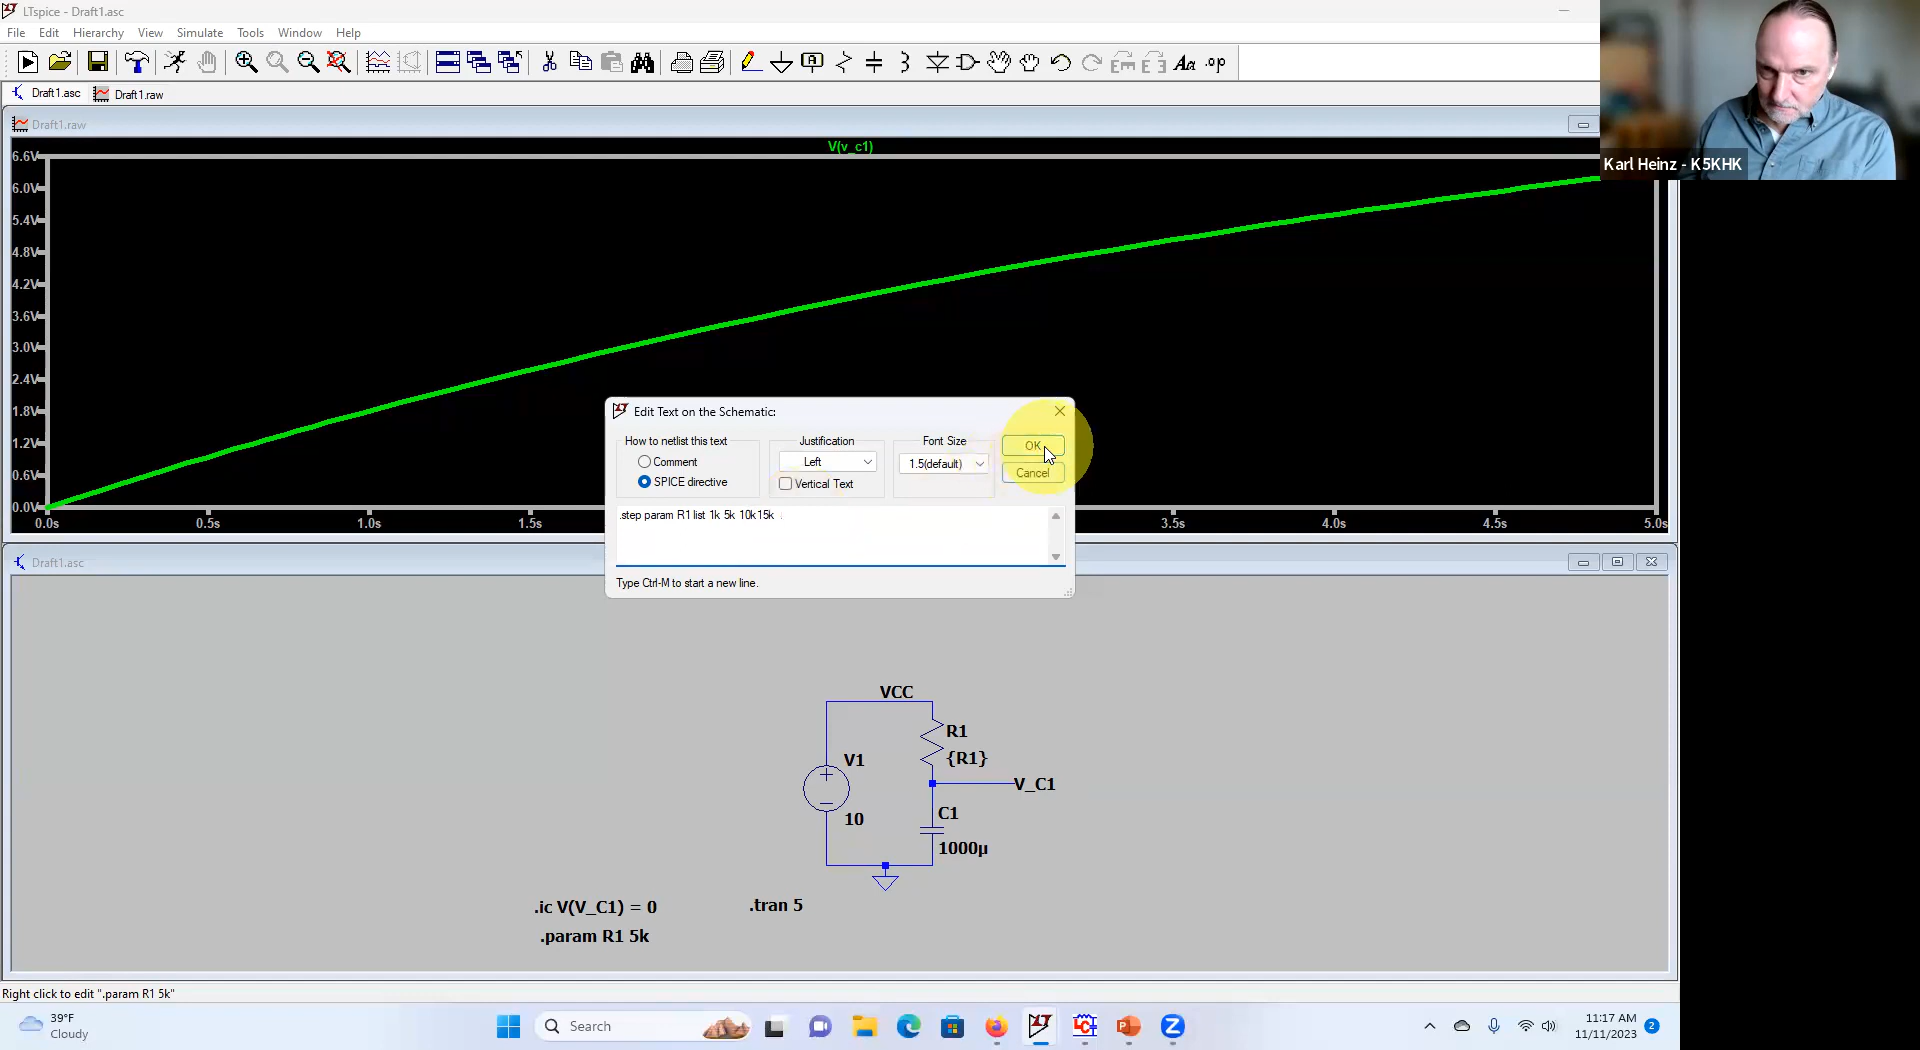 LTspice - Draft1.asc
File Edit Hierarchy View Simulate Tools Window Help
Draft1.asc Draft1.raw
Draft1.raw
V(v_c1)
6.6V
6.0V
5.4V
4.8V
4.2V
3.6V
3.0V
2.4V
1.8V
1.2V
0.6V
0.0V
0.0s 0.5s 1.0s 1.5s 3.5s 4.0s 4.5s 5.0s
Karl Heinz - K5KHK
Edit Text on the Schematic:
How to netlist this text Justification Font Size
Comment Left 1.5(default) OK
SPICE directive Vertical Text Cancel
.step param R1 list 1k 5k 10k 15k
Type Ctrl-M to start a new line.
Draft1.asc
VCC
R1
{R1}
V1
V_C1
C1
10
1000µ
.ic V(V_C1) = 0 .tran 5
.param R1 5k
Right click to edit ".param R1 5k"
39°F
Cloudy
Search
11:17 AM
11/11/2023
2